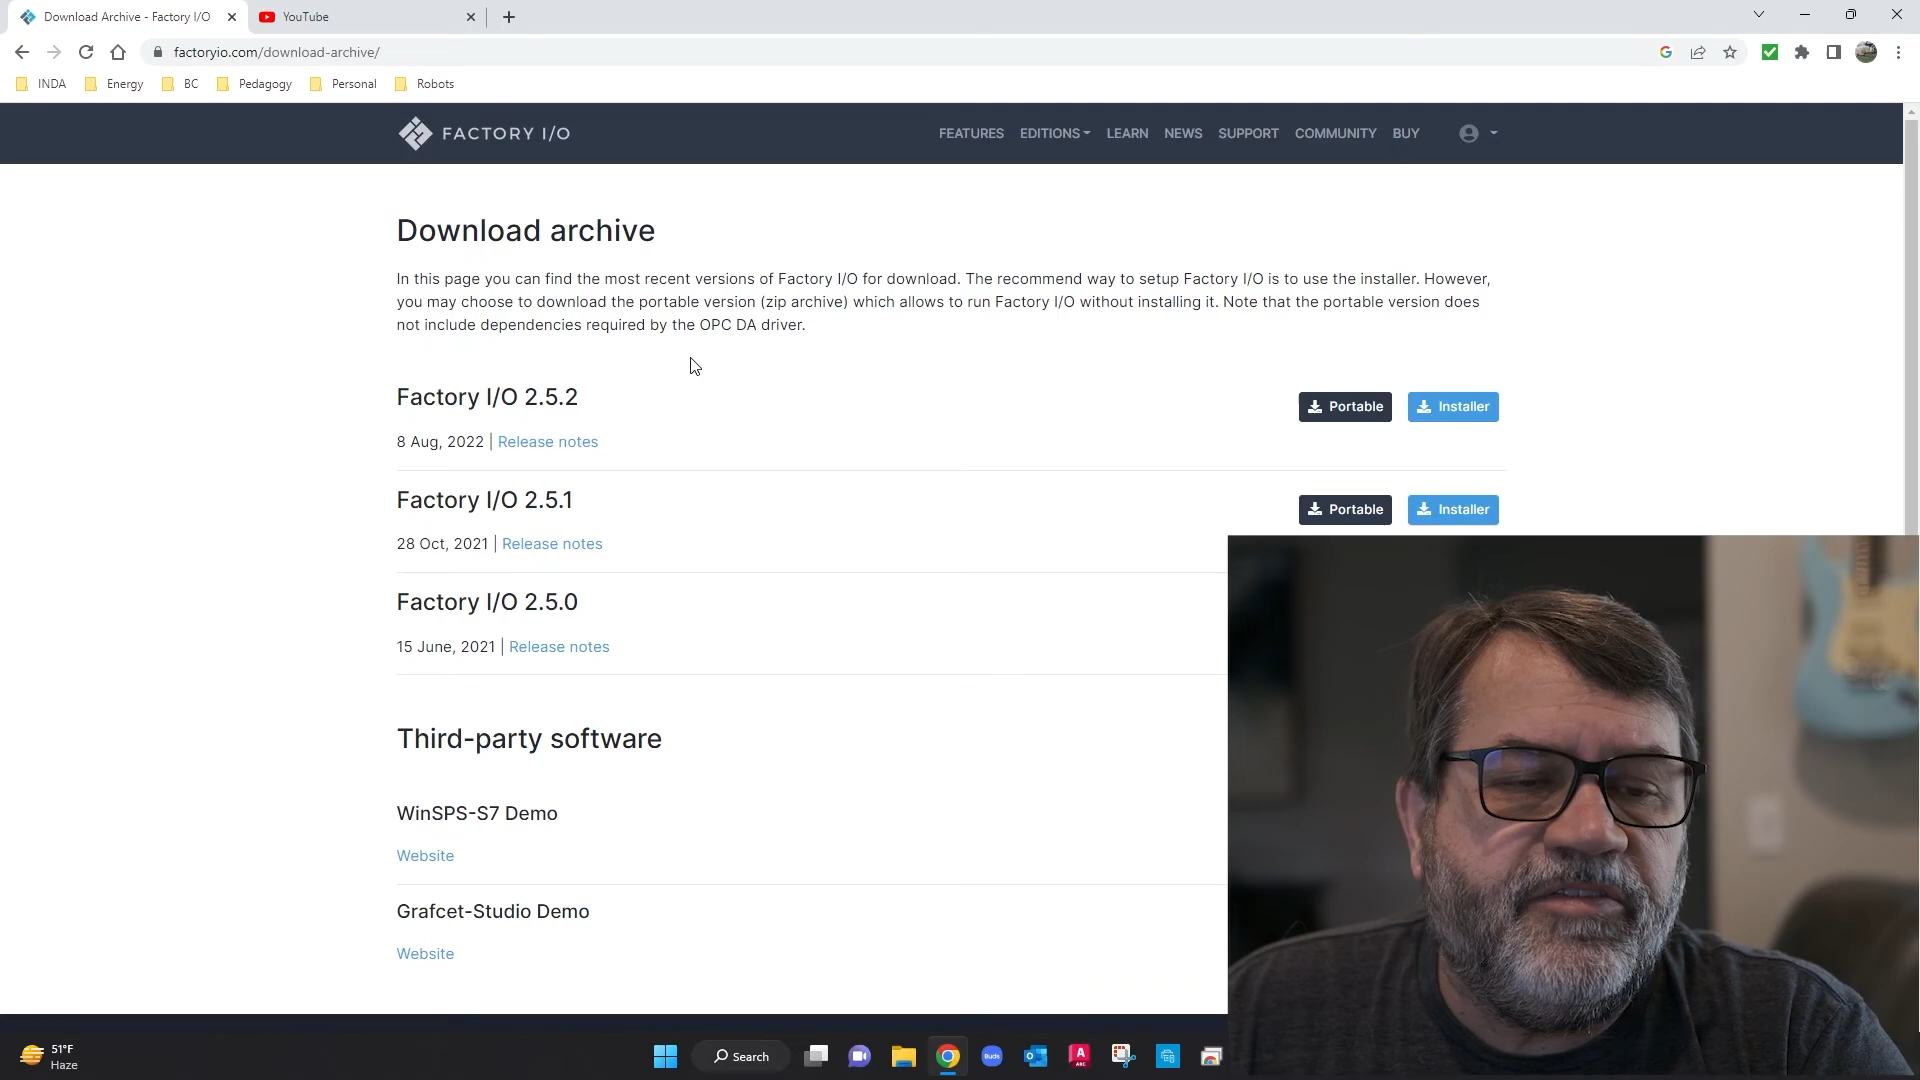 Download Archive - Factory I/O
YouTube
factoryio.com/download-archive/
INDA
Energy
BC
Pedagogy
Personal
Robots
FACTORY I/O
FEATURES
EDITIONS
LEARN
NEWS
SUPPORT
COMMUNITY
BUY
Download archive
In this page you can find the most recent versions of Factory I/O for download. The recommend way to setup Factory I/O is to use the installer. However,
you may choose to download the portable version (zip archive) which allows to run Factory I/O without installing it. Note that the portable version does
not include dependencies required by the OPC DA driver.
Factory I/O 2.5.2
Portable
Installer
8 Aug, 2022 | Release notes
Factory I/O 2.5.1
Portable
Installer
28 Oct, 2021 | Release notes
Factory I/O 2.5.0
15 June, 2021 | Release notes
Third-party software
WinSPS-S7 Demo
Website
Grafcet-Studio Demo
Website
51°F
Haze
Search
Buds
A
ABC